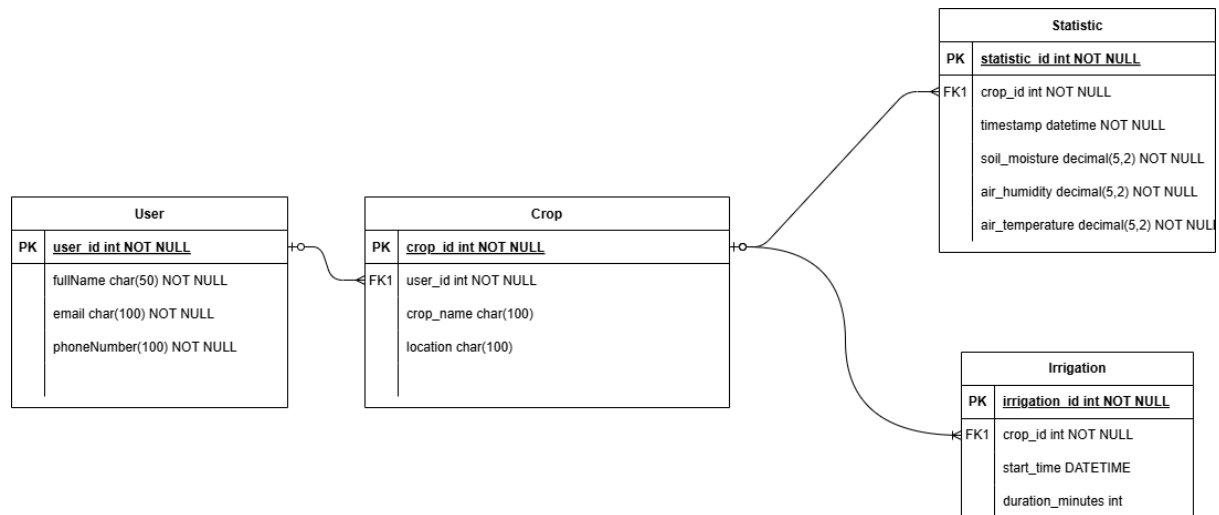 User
PK user_id int NOT NULL
fullName char(50) NOT NULL
email char(100) NOT NULL
phoneNumber(100) NOT NULL
Crop
PK crop_id int NOT NULL
FK1 user_id int NOT NULL
crop_name char(100)
location char(100)
Statistic
PK statistic_id int NOT NULL
FK1 crop_id int NOT NULL
timestamp datetime NOT NULL
soil_moisture decimal(5,2) NOT NULL
air_humidity decimal(5,2) NOT NULL
air_temperature decimal(5,2) NOT NULL
Irrigation
PK irrigation_id int NOT NULL
FK1 crop_id int NOT NULL
start_time DATETIME
duration_minutes int